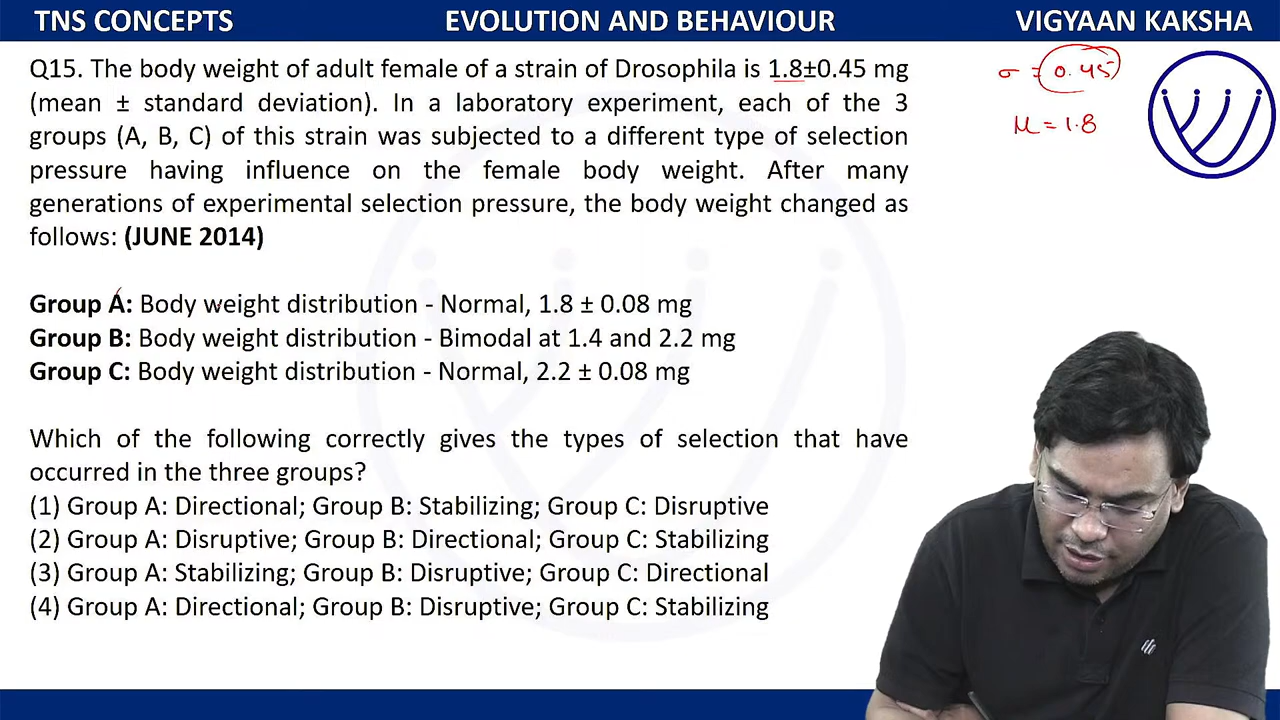 TNS CONCEPTS EVOLUTION AND BEHAVIOUR VIGYAAN KAKSHA
Q15. The body weight of adult female of a strain of Drosophila is 1.8±0.45 mg
(mean ± standard deviation). In a laboratory experiment, each of the 3
groups (A, B, C) of this strain was subjected to a different type of selection
pressure having influence on the female body weight. After many
generations of experimental selection pressure, the body weight changed as
follows: (JUNE 2014)
σ = 0.45
μ = 1.8
Group A: Body weight distribution - Normal, 1.8 ± 0.08 mg
Group B: Body weight distribution - Bimodal at 1.4 and 2.2 mg
Group C: Body weight distribution - Normal, 2.2 ± 0.08 mg
Which of the following correctly gives the types of selection that have
occurred in the three groups?
(1) Group A: Directional; Group B: Stabilizing; Group C: Disruptive
(2) Group A: Disruptive; Group B: Directional; Group C: Stabilizing
(3) Group A: Stabilizing; Group B: Disruptive; Group C: Directional
(4) Group A: Directional; Group B: Disruptive; Group C: Stabilizing